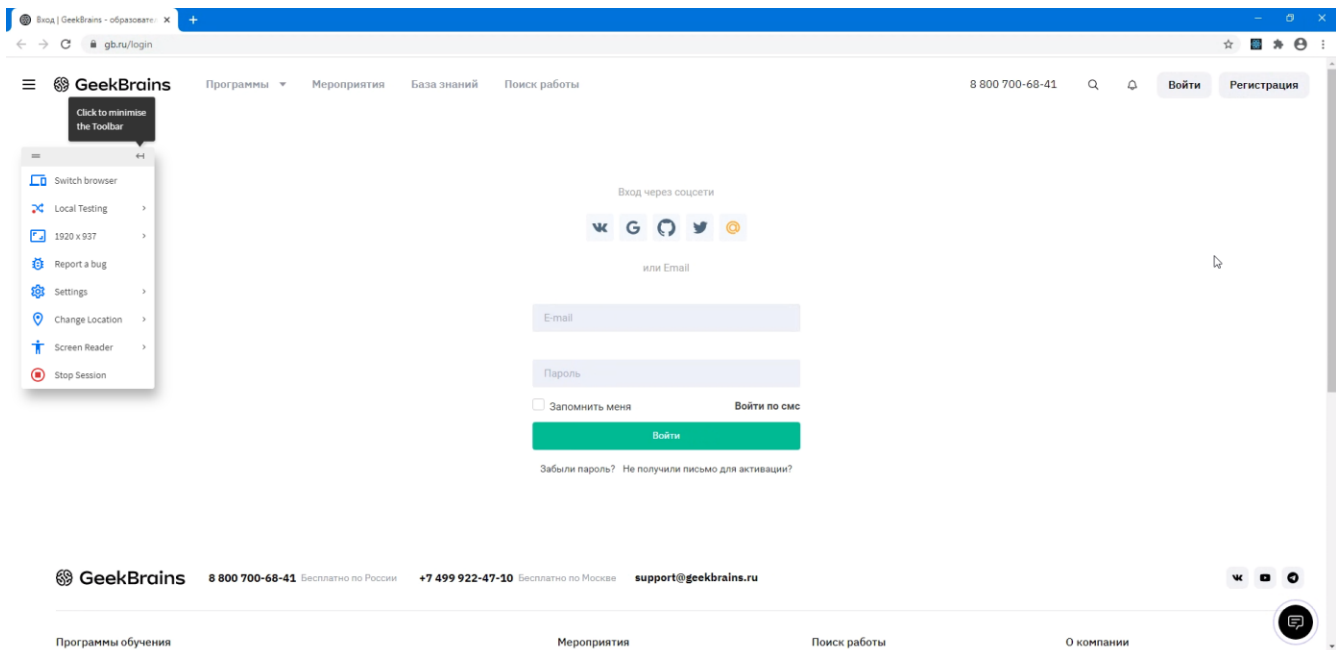 Вход | GeekBrains - образовате
gb.ru/login
GeekBrains
Программы
Мероприятия
База знаний
Поиск работы
8 800 700-68-41
Войти
Регистрация
Click to minimise
the Toolbar
Switch browser
Local Testing
1920 x 937
Report a bug
Settings
Change Location
Screen Reader
Stop Session
Вход через соцсети
или Email
E-mail
Пароль
Запомнить меня
Войти по смс
Войти
Забыли пароль? Не получили письмо для активации?
GeekBrains
8 800 700-68-41 Бесплатно по России
+7 499 922-47-10 Бесплатно по Москве
support@geekbrains.ru
Программы обучения
Мероприятия
Поиск работы
О компании